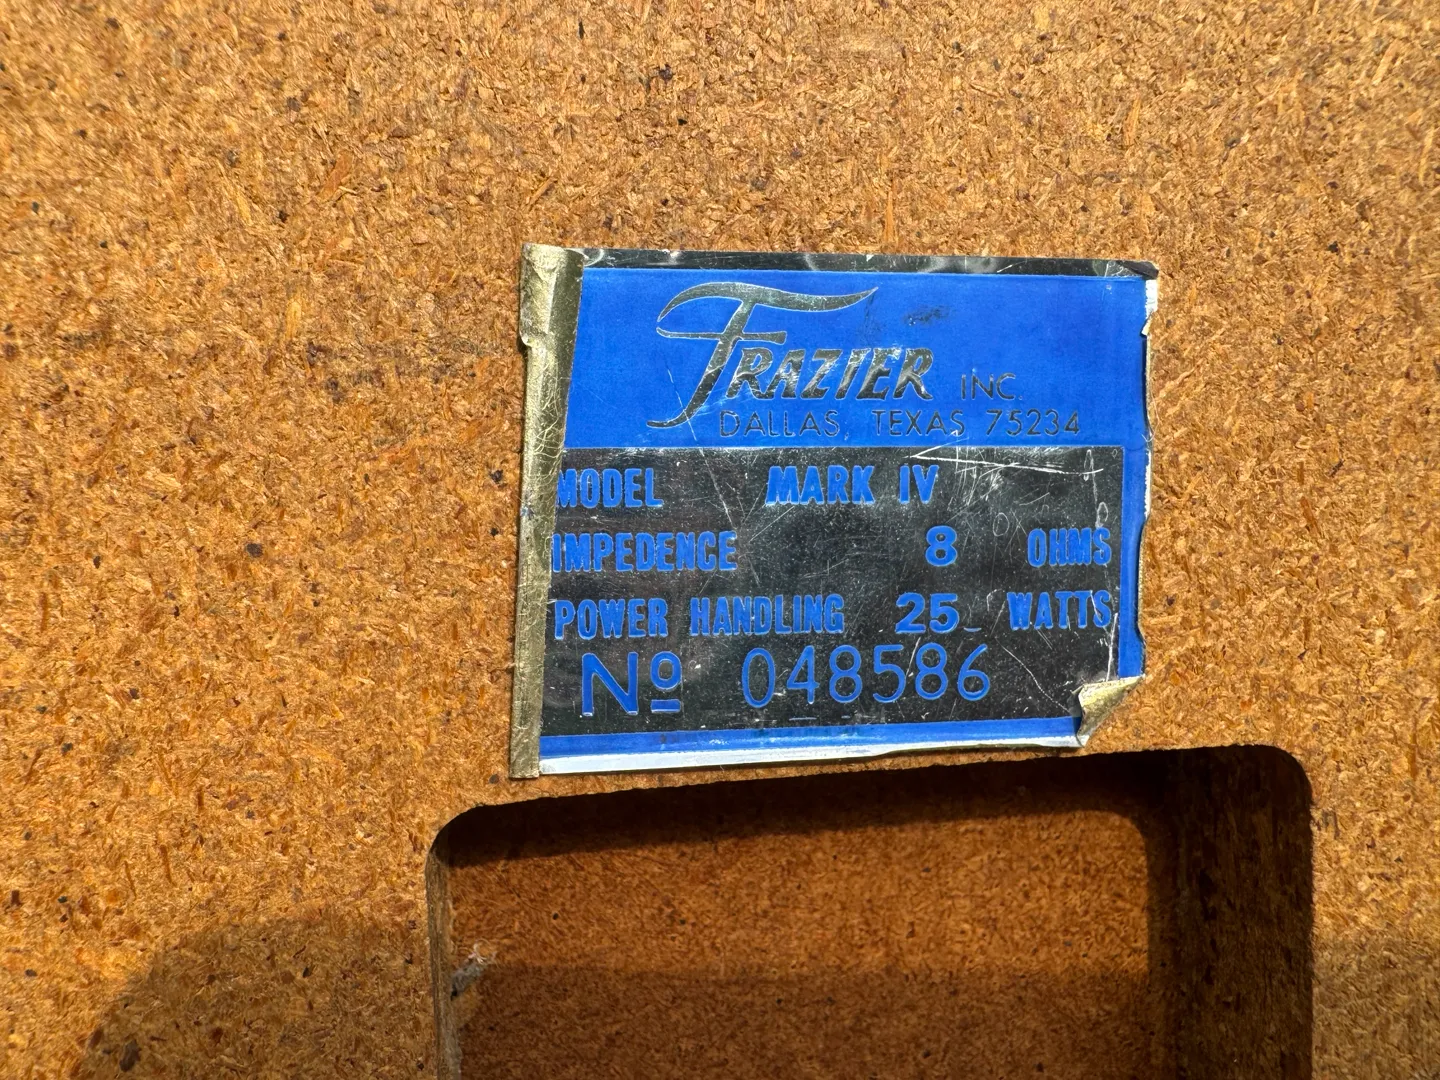 FRAZIER INC.
DALLAS, TEXAS 75234
MODEL MARK IV
IMPEDENCE 8 OHMS
POWER HANDLING 25 WATTS
Nº 048586